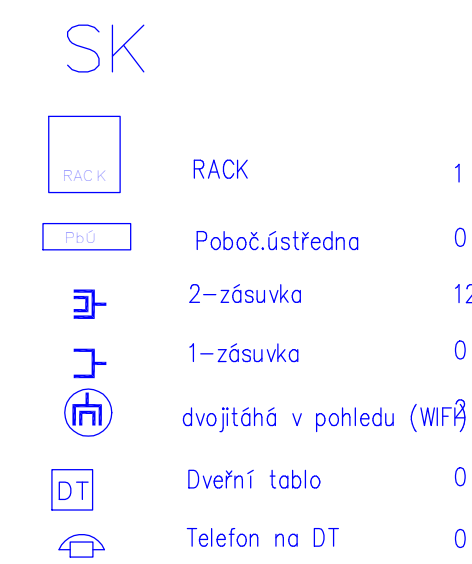 SK
RACK RACK 1
PbÚ Poboč.ústředna 0
2-zásuvka 12
1-zásuvka 0
dvojitáhá v pohledu (WIFI)
DT Dveřní tablo 0
Telefon na DT 0